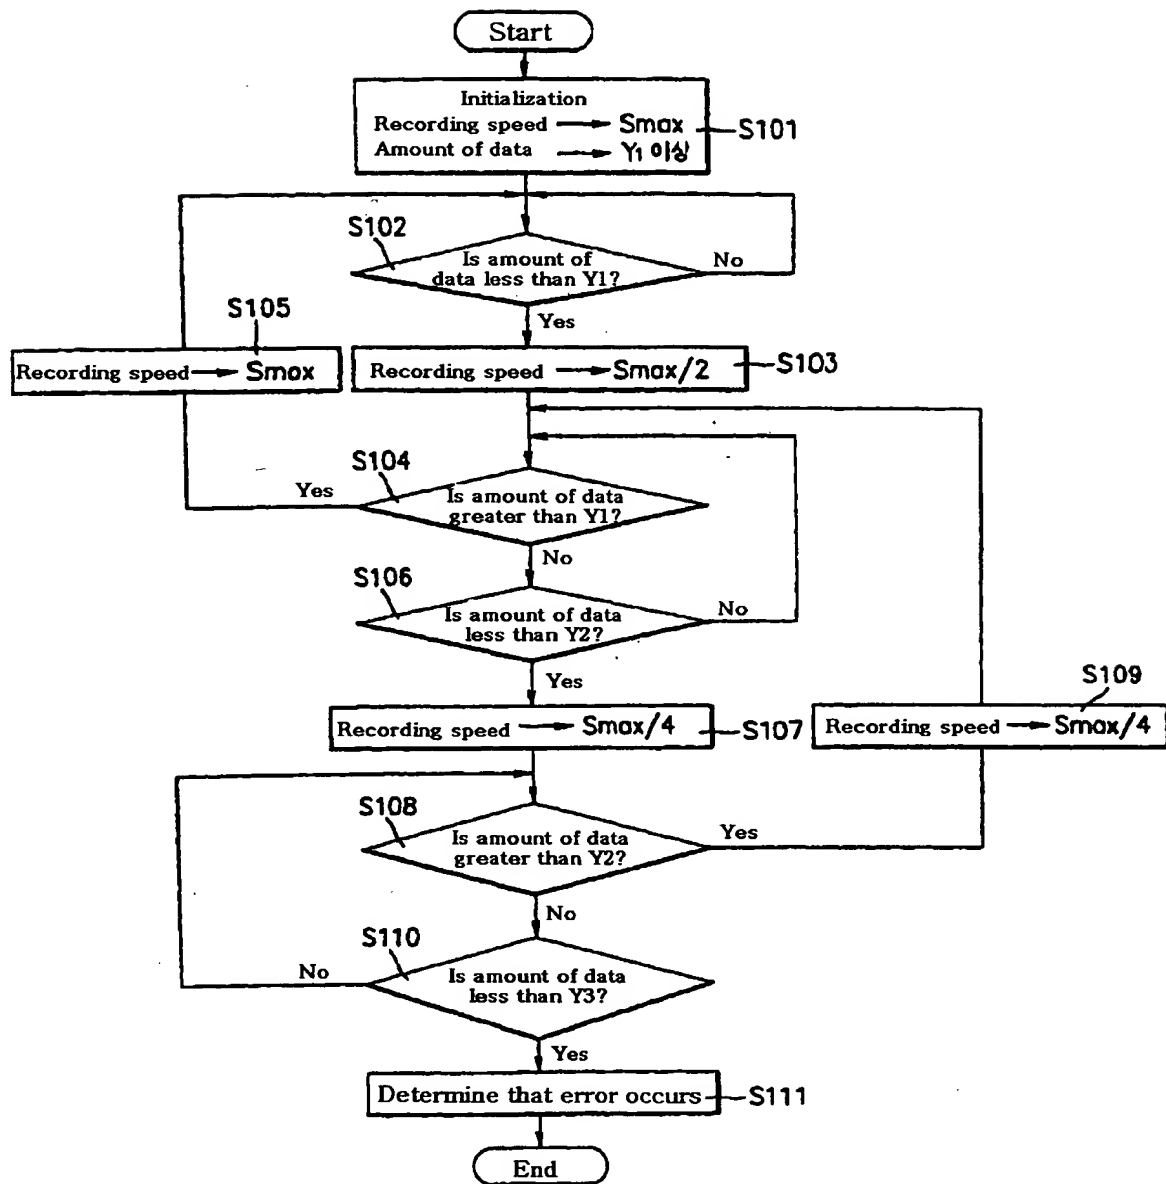 Start
Initialization
Recording speed → Smax
Amount of data → Y1 이상
S101
S102
Is amount of
data less than Y1?
No
Yes
S105
Recording speed → Smax
Recording speed → Smax/2
S103
S104
Yes
Is amount of data
greater than Y1?
No
S106
Is amount of data
less than Y2?
No
Yes
Recording speed → Smax/4
S107
S109
Recording speed → Smax/4
S108
Is amount of data
greater than Y2?
Yes
No
S110
No
Is amount of data
less than Y3?
Yes
Determine that error occurs
S111
End